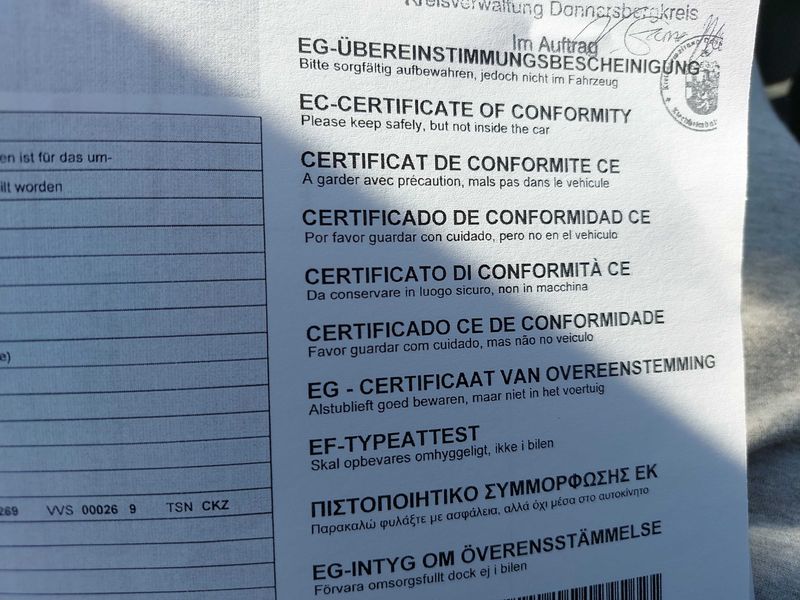 Kreisverwaltung Donnersbergkreis
Im Auftrag
EG-ÜBEREINSTIMMUNGSBESCHEINIGUNG
Bitte sorgfältig aufbewahren, jedoch nicht im Fahrzeug
EC-CERTIFICATE OF CONFORMITY
Please keep safely, but not inside the car
CERTIFICAT DE CONFORMITE CE
A garder avec précaution, mais pas dans le vehicule
CERTIFICADO DE CONFORMIDAD CE
Por favor guardar con cuidado, pero no en el vehiculo
CERTIFICATO DI CONFORMITÀ CE
Da conservare in luogo sicuro, non in macchina
CERTIFICADO CE DE CONFORMIDADE
Favor guardar com cuidado, mas não no veiculo
EG - CERTIFICAAT VAN OVEREENSTEMMING
Alstublieft goed bewaren, maar niet in het voertuig
EF-TYPEATTEST
Skal opbevares omhyggeligt, ikke i bilen
ΠΙΣΤΟΠΟΙΗΤΙΚΟ ΣΥΜΜΟΡΦΩΣΗΣ ΕΚ
Παρακαλώ φυλάξτε με ασφάλεια, αλλά όχι μέσα στο αυτοκίνητο
EG-INTYG OM ÖVERENSSTÄMMELSE
Förvara omsorgsfullt dock ej i bilen
en ist für das um-
illt worden
e)
269 VVS 00026 9 TSN CKZ